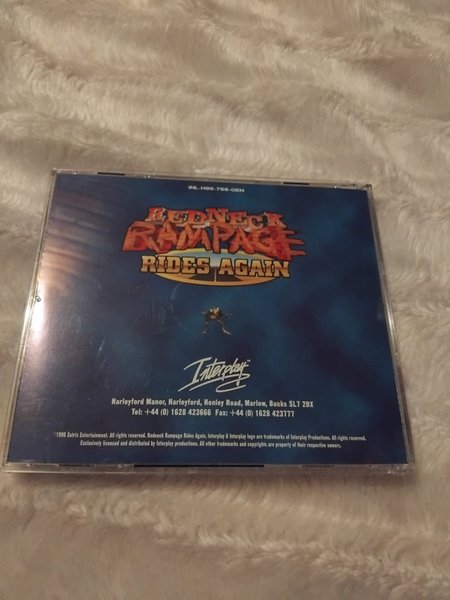 INL-H95-706-GEN
REDNECK
RAMPAGE
RIDES AGAIN
Interplay™
Harleyford Manor, Harleyford, Henley Road, Marlow, Bucks SL7 2DX
Tel: +44 (0) 1628 423666 Fax: +44 (0) 1628 423777
©1998 Xatrix Entertainment. All rights reserved. Redneck Rampage Rides Again, Interplay & Interplay logo are trademarks of Interplay Productions. All rights reserved.
Exclusively licensed and distributed by Interplay productions. All other trademarks and copyrights are property of their respective owners.